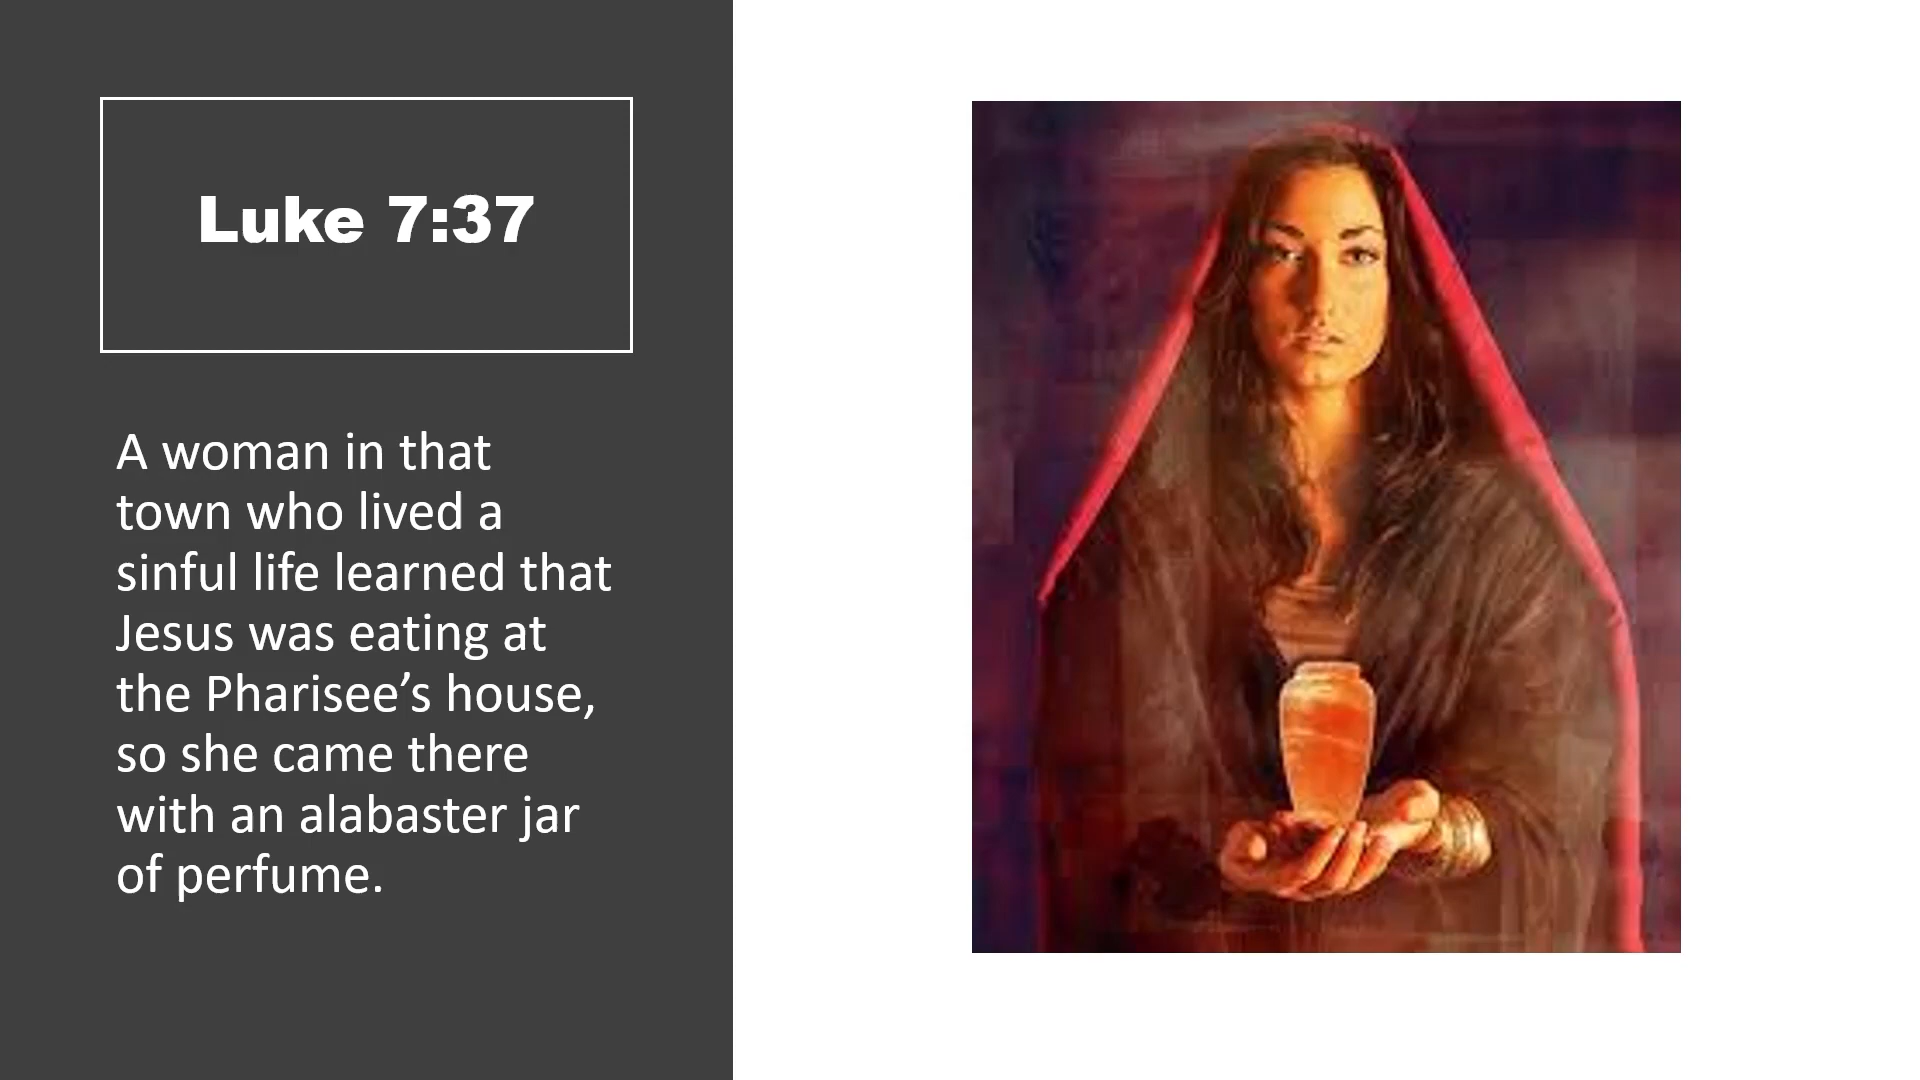 Luke 7:37
A woman in that
town who lived a
sinful life learned that
Jesus was eating at
the Pharisee’s house,
so she came there
with an alabaster jar
of perfume.